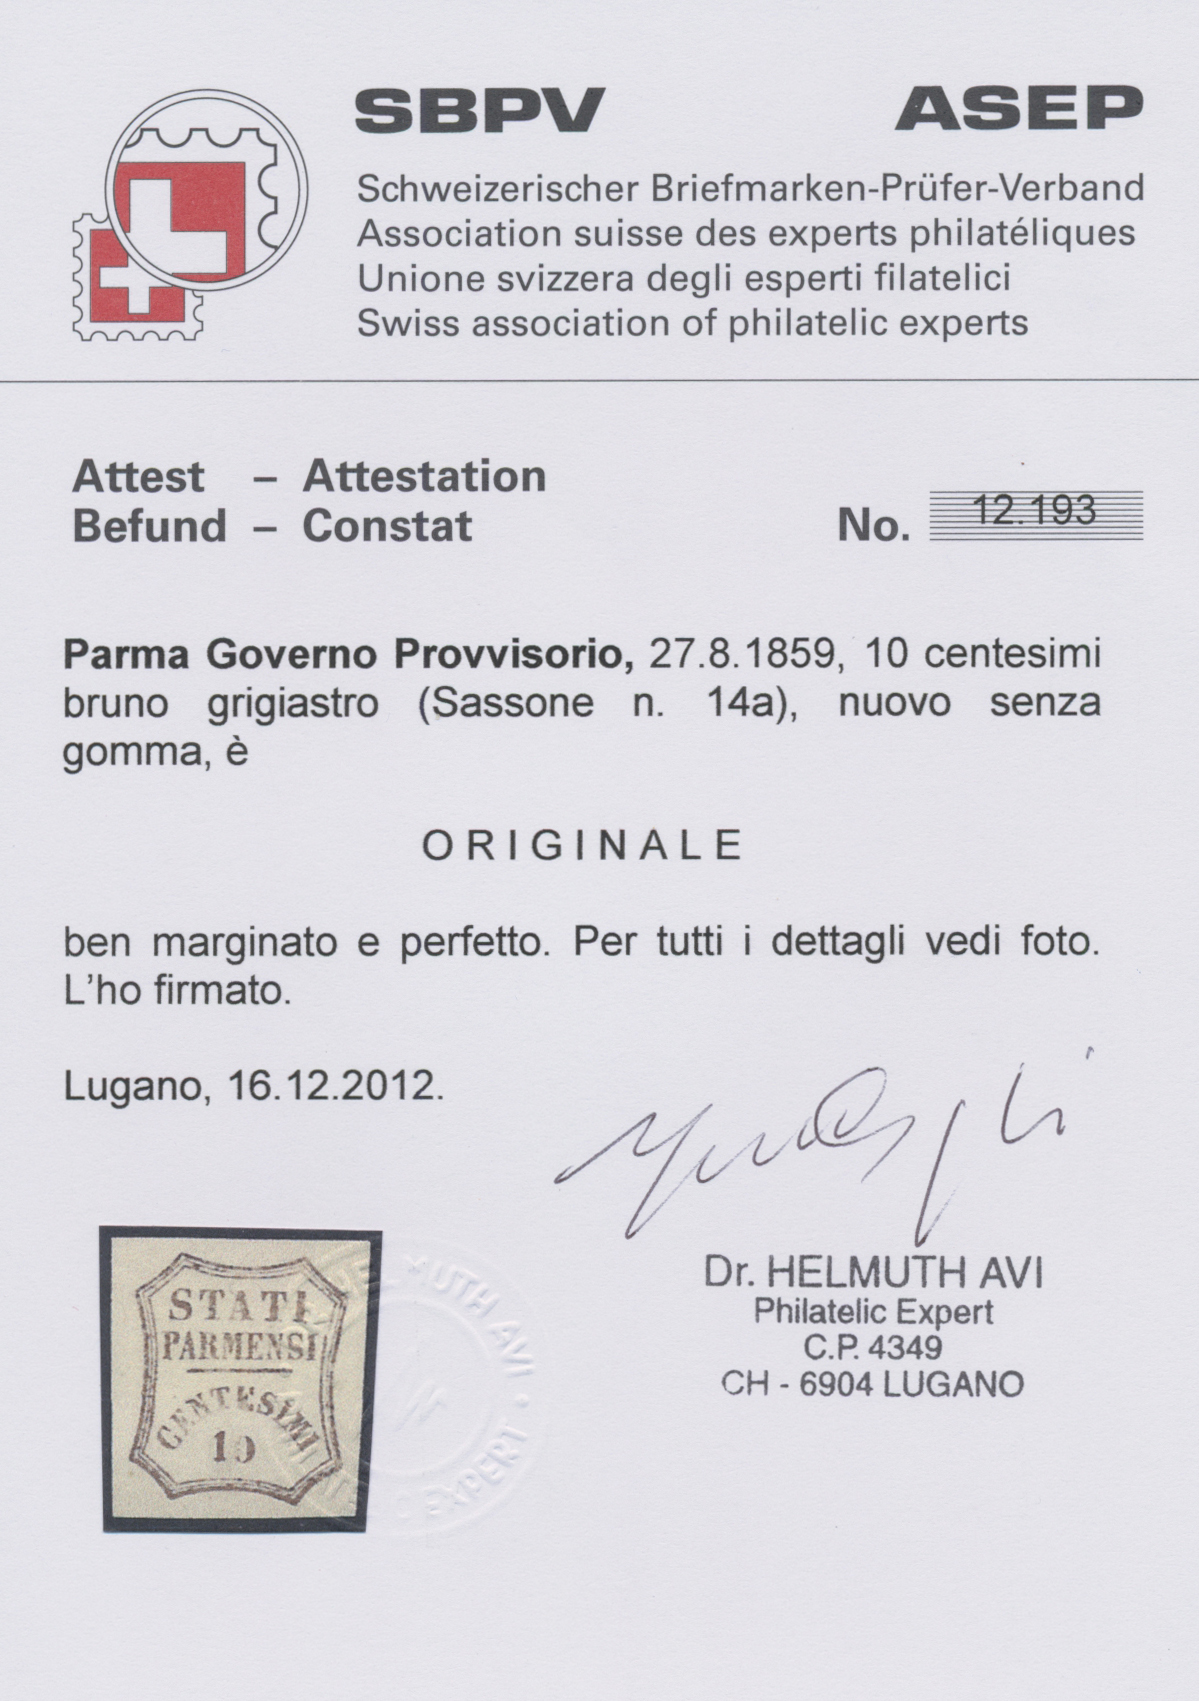 SBPV ASEP
Schweizerischer Briefmarken-Prüfer-Verband
Association suisse des experts philatéliques
Unione svizzera degli esperti filatelici
Swiss association of philatelic experts
Attest – Attestation
Befund – Constat
No. 12.193
Parma Governo Provvisorio, 27.8.1859, 10 centesimi
bruno grigiastro (Sassone n. 14a), nuovo senza
gomma, è
ORIGINALE
ben marginato e perfetto. Per tutti i dettagli vedi foto.
L'ho firmato.
Lugano, 16.12.2012.
STATI
PARMENSI
CENTESIMI
10
HELMUTH AVI • EXPERT
Dr. HELMUTH AVI
Philatelic Expert
C.P. 4349
CH - 6904 LUGANO